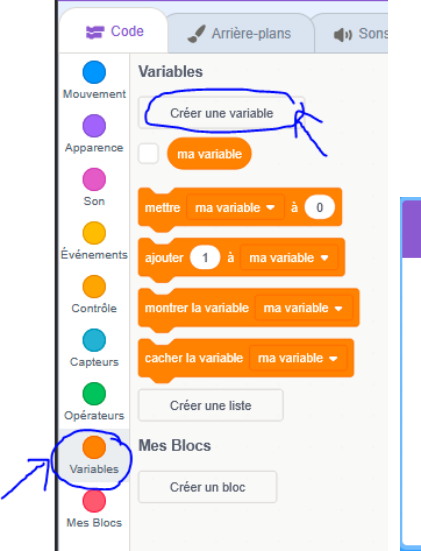 Code
Arrière-plans
Sons
Mouvement
Apparence
Son
Événements
Contrôle
Capteurs
Opérateurs
Variables
Mes Blocs
Variables
Créer une variable
ma variable
mettre ma variable à 0
ajouter 1 à ma variable
montrer la variable ma variable
cacher la variable ma variable
Créer une liste
Mes Blocs
Créer un bloc